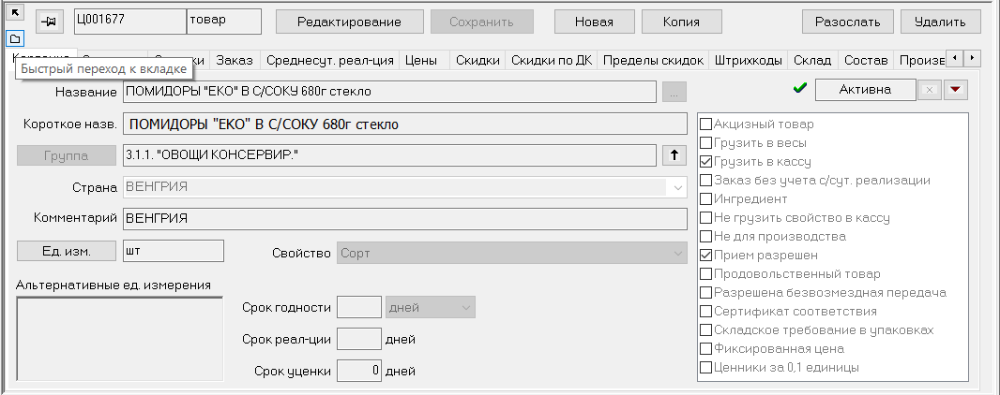 Ц001677 товар Редактирование Сохранить Новая Копия Разослать Удалить
Быстрый переход к вкладке
Заказ Среднесут. реал-ция Цены Скидки Скидки по ДК Пределы скидок Штрихкоды Склад Состав Произв
Название ПОМИДОРЫ "ЕКО" В С/СОКУ 680г стекло ... Активна
Короткое назв. ПОМИДОРЫ "ЕКО" В С/СОКУ 680г стекло
Группа 3.1.1. "ОВОЩИ КОНСЕРВИР."
Страна ВЕНГРИЯ
Комментарий ВЕНГРИЯ
Ед. изм. шт Свойство Сорт
Альтернативные ед. измерения
Срок годности дней
Срок реал-ции дней
Срок уценки 0 дней
Акцизный товар
Грузить в весы
Грузить в кассу
Заказ без учета с/сут. реализации
Ингредиент
Не грузить свойство в кассу
Не для производства
Прием разрешен
Продовольственный товар
Разрешена безвозмездная передача
Сертификат соответствия
Складское требование в упаковках
Фиксированная цена
Ценники за 0,1 единицы